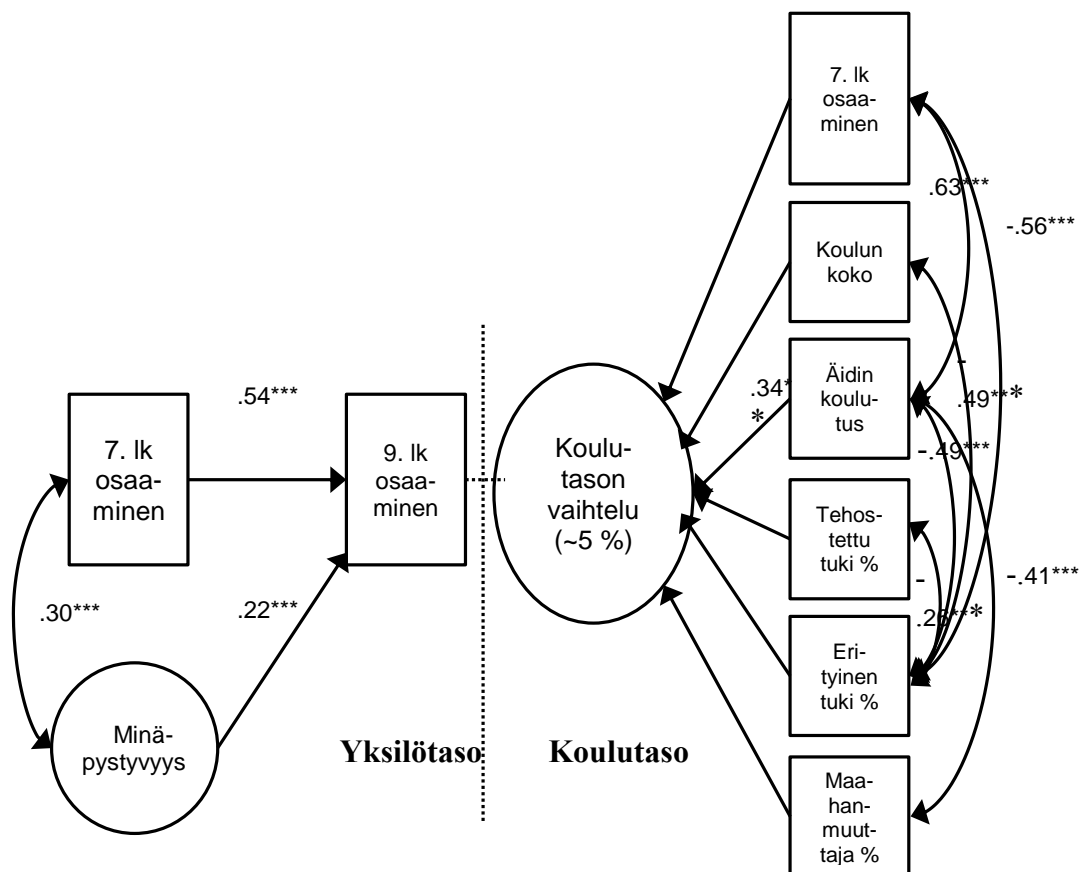 7. lk
osaa-
minen
.63***
-.56***
Koulun
koko
Äidin
koulu-
tus
.34*
*
-
.49***
-.49***
.54***
7. lk
osaa-
minen
9. lk
osaa-
minen
Koulu-
tason
vaihtelu
(~5 %)
Tehos-
tettu
tuki %
-
.26***
-.41***
.30***
.22***
Eri-
tyinen
tuki %
Minä-
pystyvyys
Yksilötaso
Koulutaso
Maa-
han-
muut-
taja %